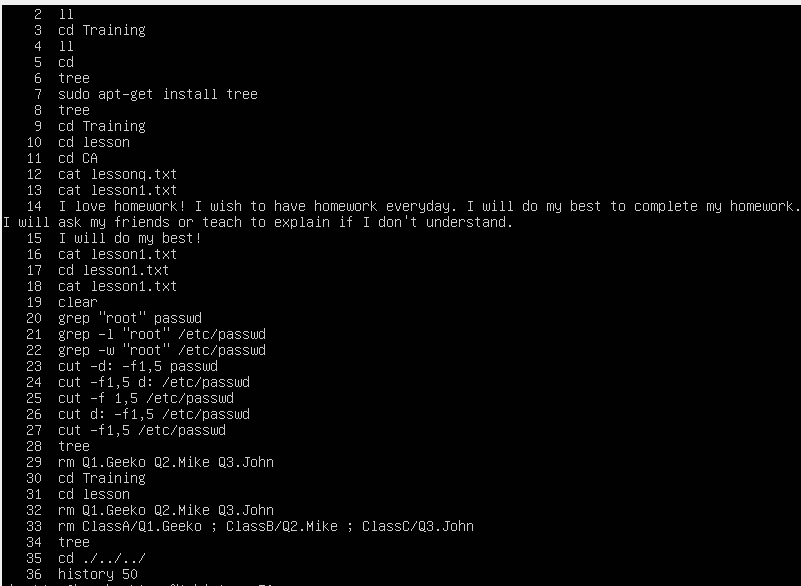 2 ll
3 cd Training
4 ll
5 cd
6 tree
7 sudo apt-get install tree
8 tree
9 cd Training
10 cd lesson
11 cd CA
12 cat lessonq.txt
13 cat lesson1.txt
14 I love homework! I wish to have homework everyday. I will do my best to complete my homework.
I will ask my friends or teach to explain if I don't understand.
15 I will do my best!
16 cat lesson1.txt
17 cd lesson1.txt
18 cat lesson1.txt
19 clear
20 grep "root" passwd
21 grep -l "root" /etc/passwd
22 grep -w "root" /etc/passwd
23 cut -d: -f1,5 passwd
24 cut -f1,5 d: /etc/passwd
25 cut -f 1,5 /etc/passwd
26 cut d: -f1,5 /etc/passwd
27 cut -f1,5 /etc/passwd
28 tree
29 rm Q1.Geeko Q2.Mike Q3.John
30 cd Training
31 cd lesson
32 rm Q1.Geeko Q2.Mike Q3.John
33 rm ClassA/Q1.Geeko ; ClassB/Q2.Mike ; ClassC/Q3.John
34 tree
35 cd ./../../
36 history 50